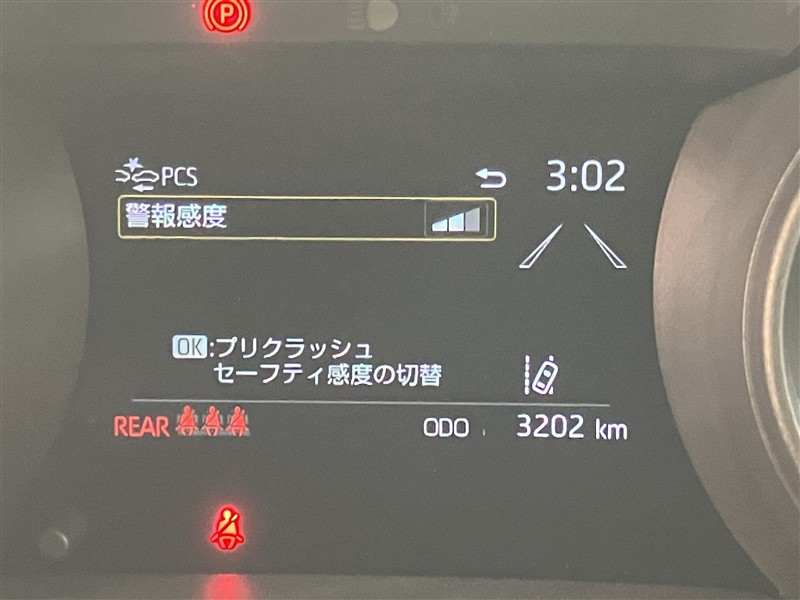 P
PCS
3:02
警報感度
OK:プリクラッシュ
セーフティ感度の切替
REAR
ODO
3202 km